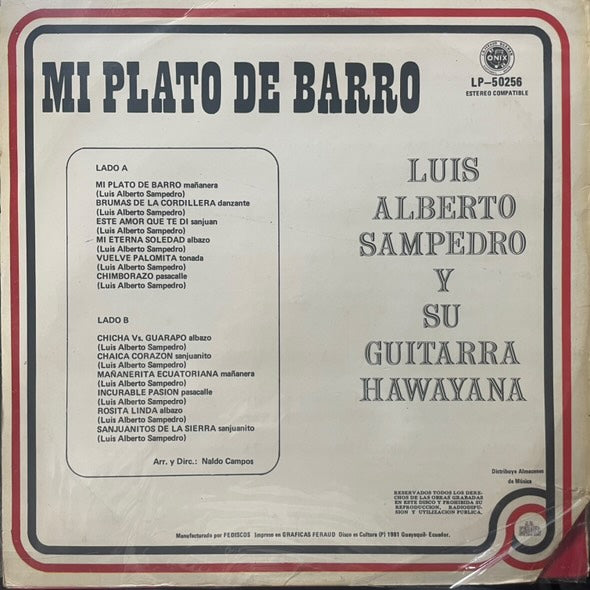 MI PLATO DE BARRO
ONIX
LP-50256
ESTEREO COMPATIBLE
LADO A
MI PLATO DE BARRO mañanera
(Luis Alberto Sampedro)
BRUMAS DE LA CORDILLERA danzante
(Luis Alberto Sampedro)
ESTE AMOR QUE TE DI sanjuan
(Luis Alberto Sampedro)
MI ETERNA SOLEDAD albazo
(Luis Alberto Sampedro)
VUELVE PALOMITA tonada
(Luis Alberto Sampedro)
CHIMBORAZO pasacalle
(Luis Alberto Sampedro)
LADO B
CHICHA Vs. GUARAPO albazo
(Luis Alberto Sampedro)
CHAICA CORAZON sanjuanito
(Luis Alberto Sampedro)
MAÑANERITA ECUATORIANA mañanera
(Luis Alberto Sampedro)
INCURABLE PASION pasacalle
(Luis Alberto Sampedro)
ROSITA LINDA albazo
(Luis Alberto Sampedro)
SANJUANITOS DE LA SIERRA sanjuanito
(Luis Alberto Sampedro)
Arr. y Dirc.: Naldo Campos
LUIS
ALBERTO
SAMPEDRO
Y
SU
GUITARRA
HAWAYANA
Distribuye Almacenes
de Música
RESERVADOS TODOS LOS DERE-
CHOS DE LAS OBRAS GRABADAS
EN ESTE DISCO Y PROHIBIDA SU
REPRODUCCION, RADIODIFU-
SION Y UTILIZACION PUBLICA.
Manufacturado por FEDISCOS Impreso en GRAFICAS FERAUD Disco es Cultura (P) 1981 Guayaquil- Ecuador.